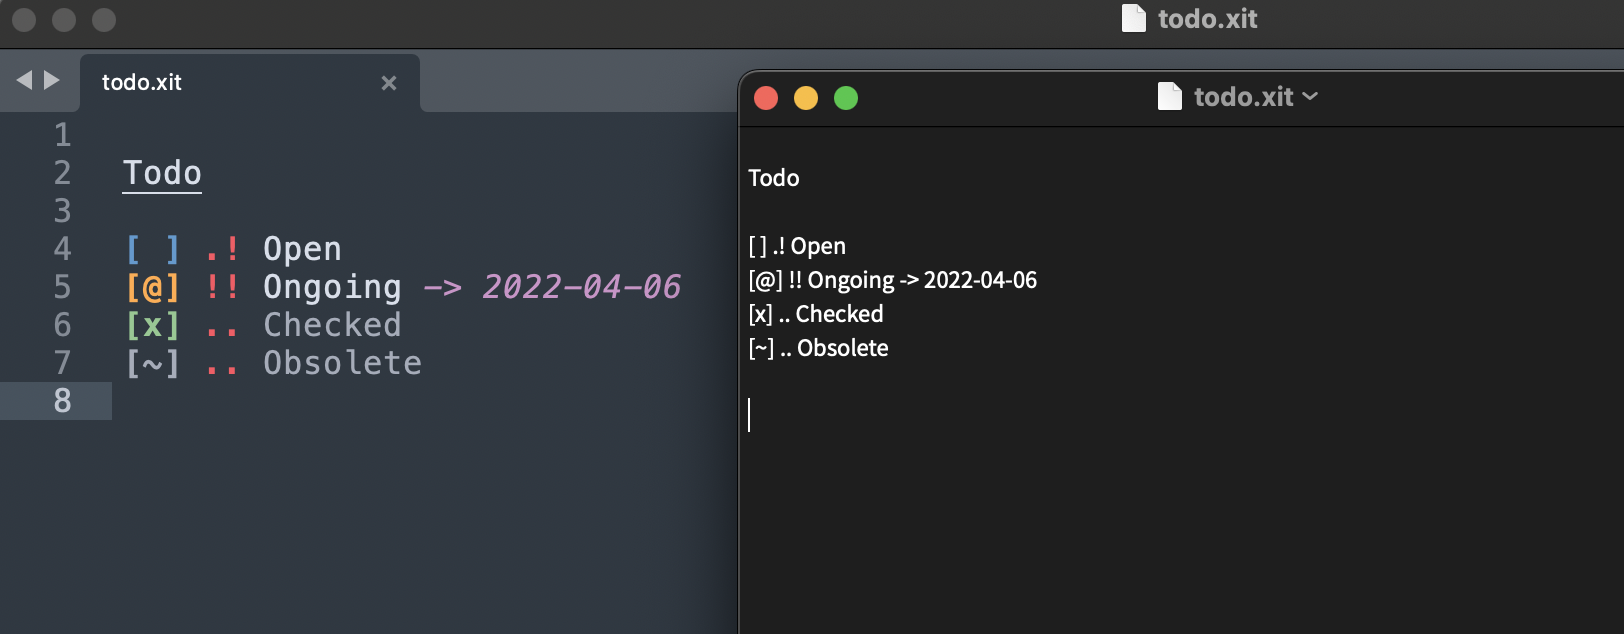 todo.xit
todo.xit ×
1
2 Todo
3
4 [ ] .! Open
5 [@] !! Ongoing -> 2022-04-06
6 [x] .. Checked
7 [~] .. Obsolete
8
todo.xit
Todo
[ ] .! Open
[@] !! Ongoing -> 2022-04-06
[x] .. Checked
[~] .. Obsolete